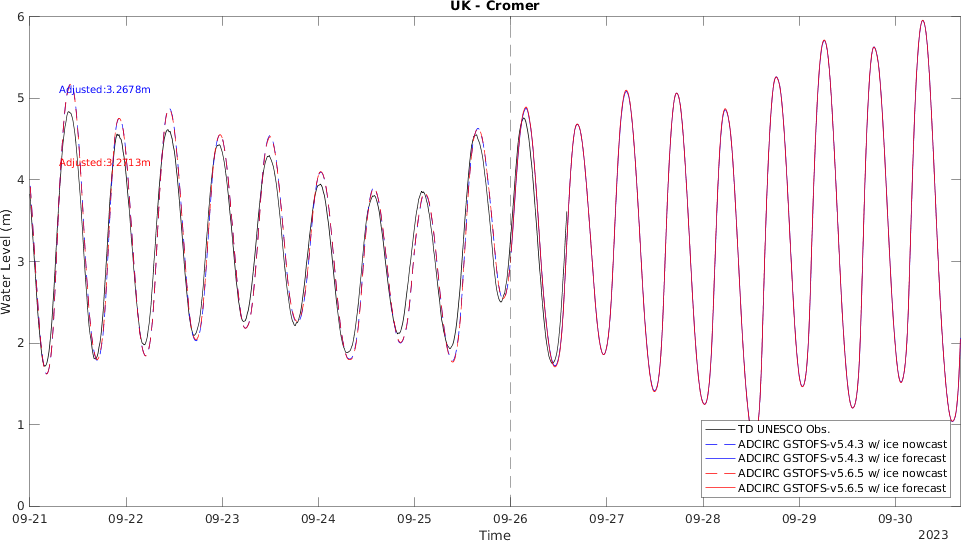 UK - Cromer
6
5
4
3
2
1
0
Water Level (m)
Adjusted:3.2678m
Adjusted:3.2713m
TD UNESCO Obs.
ADCIRC GSTOFS-v5.4.3 w/ ice nowcast
ADCIRC GSTOFS-v5.4.3 w/ ice forecast
ADCIRC GSTOFS-v5.6.5 w/ ice nowcast
ADCIRC GSTOFS-v5.6.5 w/ ice forecast
09-21 09-22 09-23 09-24 09-25 09-26 09-27 09-28 09-29 09-30
Time
2023